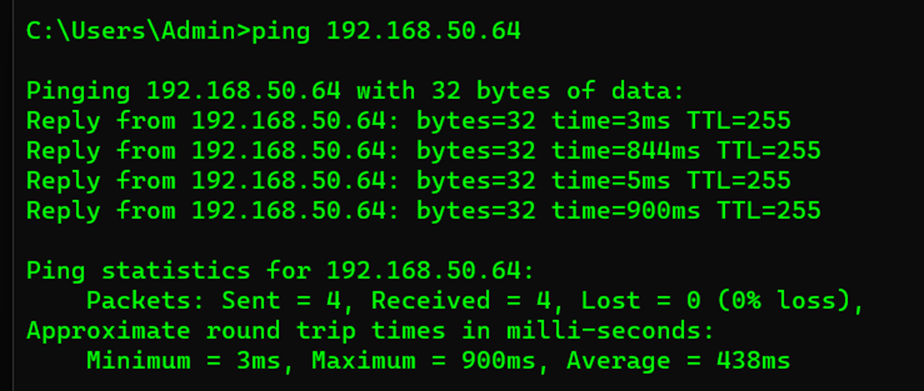 C:\Users\Admin>ping 192.168.50.64
Pinging 192.168.50.64 with 32 bytes of data:
Reply from 192.168.50.64: bytes=32 time=3ms TTL=255
Reply from 192.168.50.64: bytes=32 time=844ms TTL=255
Reply from 192.168.50.64: bytes=32 time=5ms TTL=255
Reply from 192.168.50.64: bytes=32 time=900ms TTL=255
Ping statistics for 192.168.50.64:
    Packets: Sent = 4, Received = 4, Lost = 0 (0% loss),
Approximate round trip times in milli-seconds:
    Minimum = 3ms, Maximum = 900ms, Average = 438ms